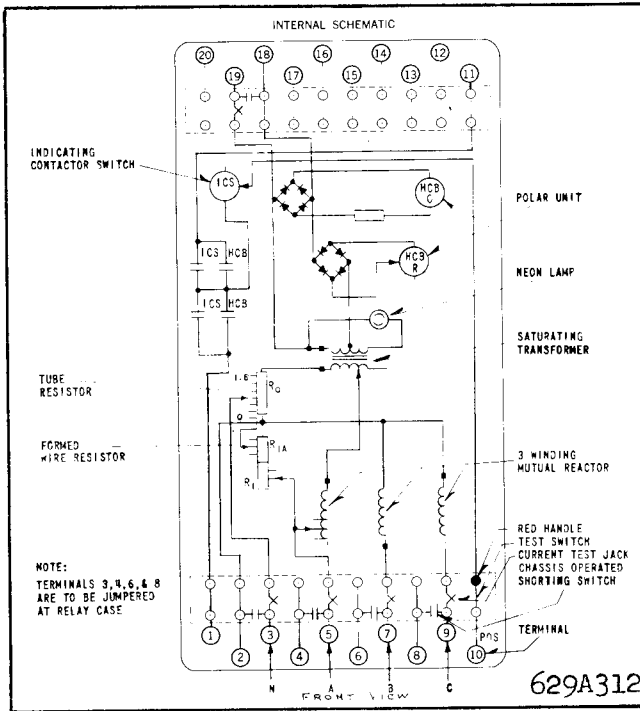 INTERNAL SCHEMATIC
20
19
18
17
16
15
14
13
12
11
INDICATING
CONTACTOR SWITCH
ICS
HCB
C
POLAR UNIT
HCB
R
NEON LAMP
ICS HCB
ICS HCB
SATURATING
TRANSFORMER
TUBE
RESISTOR
1.6
R0
0
FORMED
WIRE RESISTOR
R1A
R1
3 WINDING
MUTUAL REACTOR
RED HANDLE
TEST SWITCH
CURRENT TEST JACK
CHASSIS OPERATED
SHORTING SWITCH
NOTE:
TERMINALS 3,4,6,& 8
ARE TO BE JUMPERED
AT RELAY CASE
POS
TERMINAL
1
2
3
4
5
6
7
8
9
10
N
A
B
C
FRONT VIEW
629A312